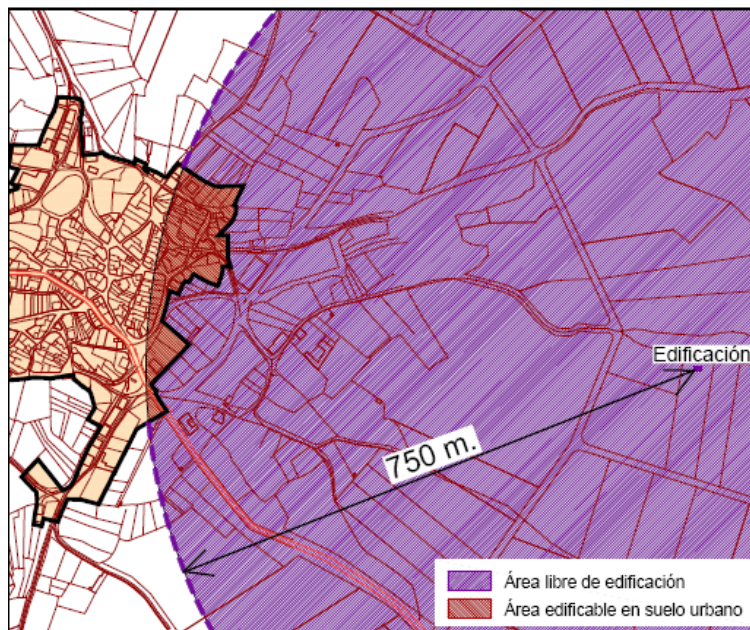 Edificación
750 m.
Área libre de edificación
Área edificable en suelo urbano